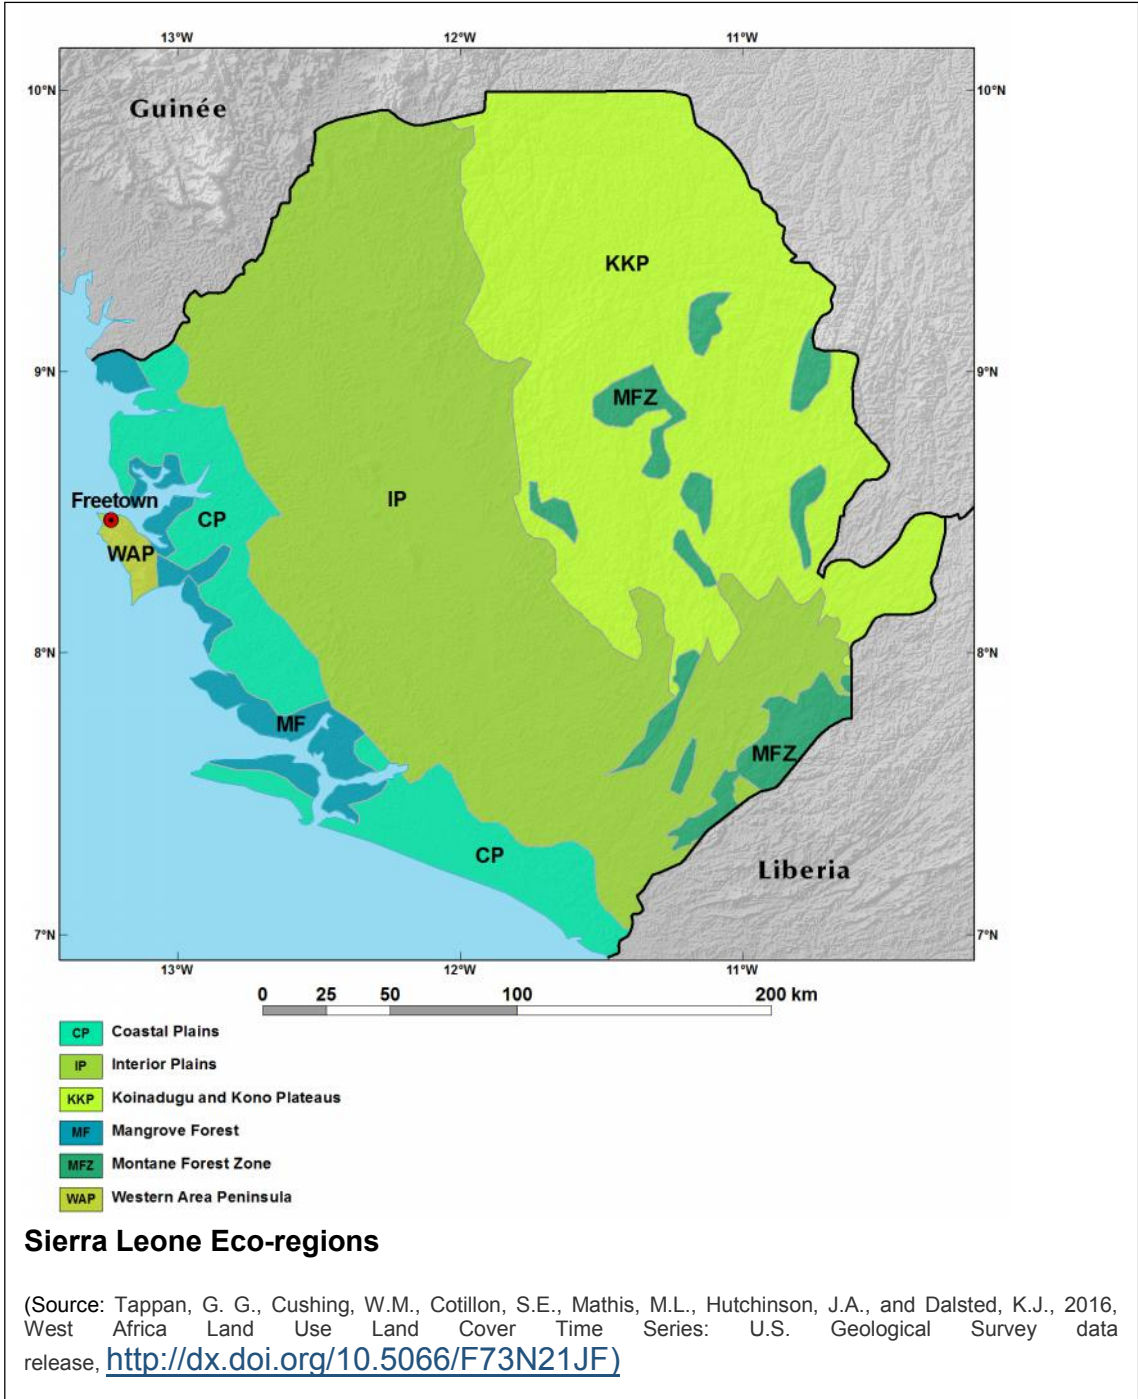 13°W 12°W 11°W
10°N 10°N
Guinée
KKP
9°N 9°N
MFZ
Freetown
IP
CP
WAP
8°N 8°N
MF
MFZ
CP
Liberia
7°N 7°N
13°W 12°W 11°W
0 25 50 100 200 km
CP Coastal Plains
IP Interior Plains
KKP Koinadugu and Kono Plateaus
MF Mangrove Forest
MFZ Montane Forest Zone
WAP Western Area Peninsula
Sierra Leone Eco-regions
(Source: Tappan, G. G., Cushing, W.M., Cotillon, S.E., Mathis, M.L., Hutchinson, J.A., and Dalsted, K.J., 2016,
West Africa Land Use Land Cover Time Series: U.S. Geological Survey data
release, http://dx.doi.org/10.5066/F73N21JF)